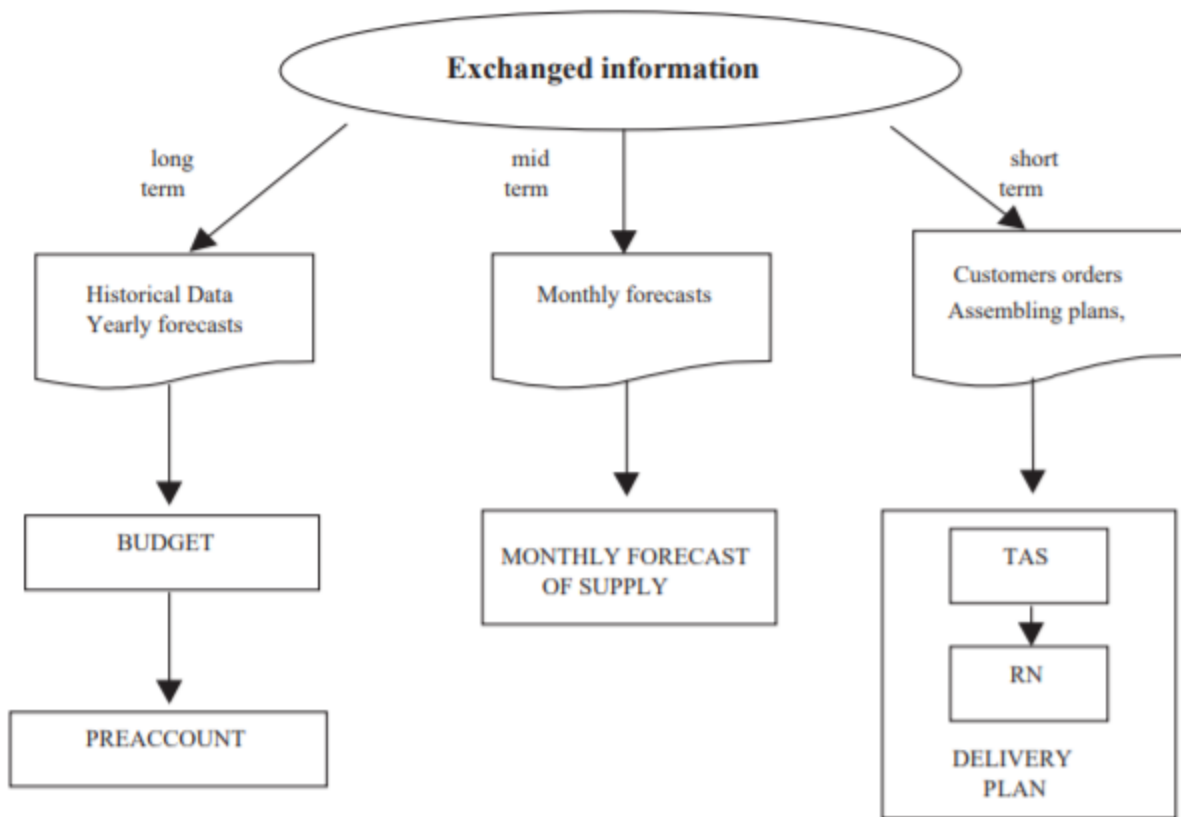 Exchanged information
long
term
mid
term
short
term
Historical Data
Yearly forecasts
Monthly forecasts
Customers orders
Assembling plans,
BUDGET
MONTHLY FORECAST
OF SUPPLY
TAS
RN
PREACCOUNT
DELIVERY
PLAN